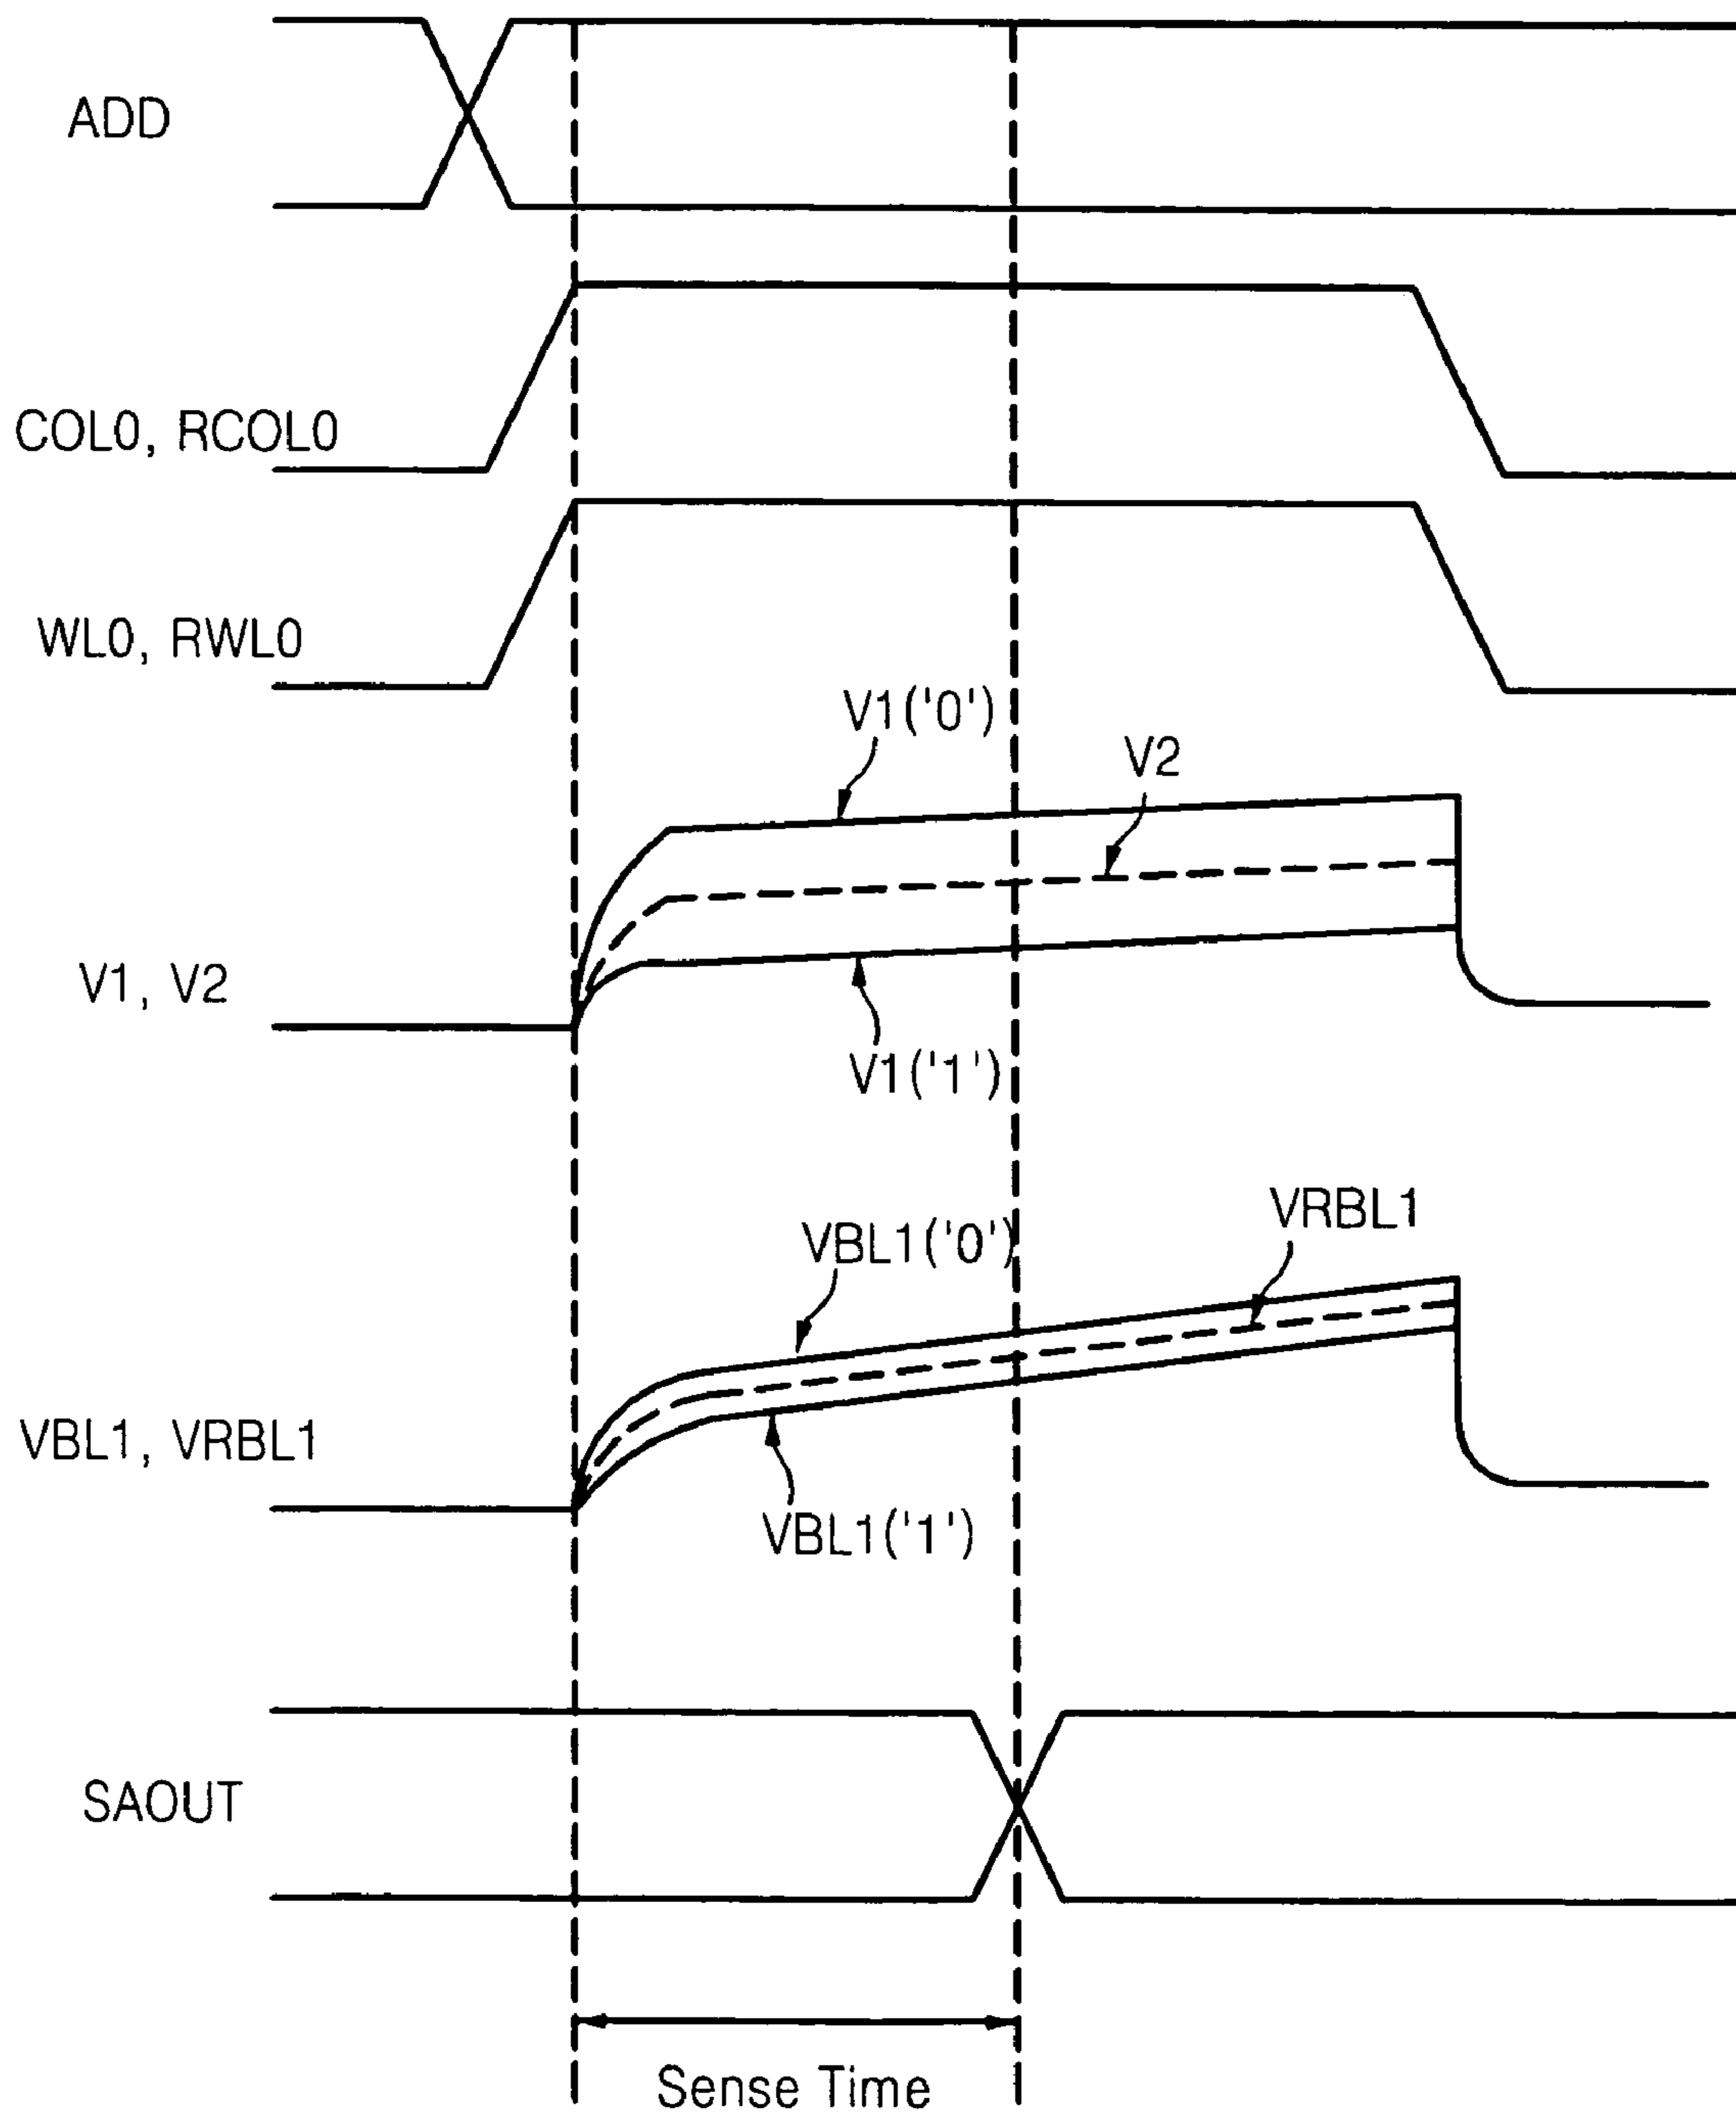 ADD
COL0, RCOL0
WL0, RWL0
V1('0')
V2
V1, V2
V1('1')
VRBL1
VBL1('0')
VBL1, VRBL1
VBL1('1')
SAOUT
Sense Time